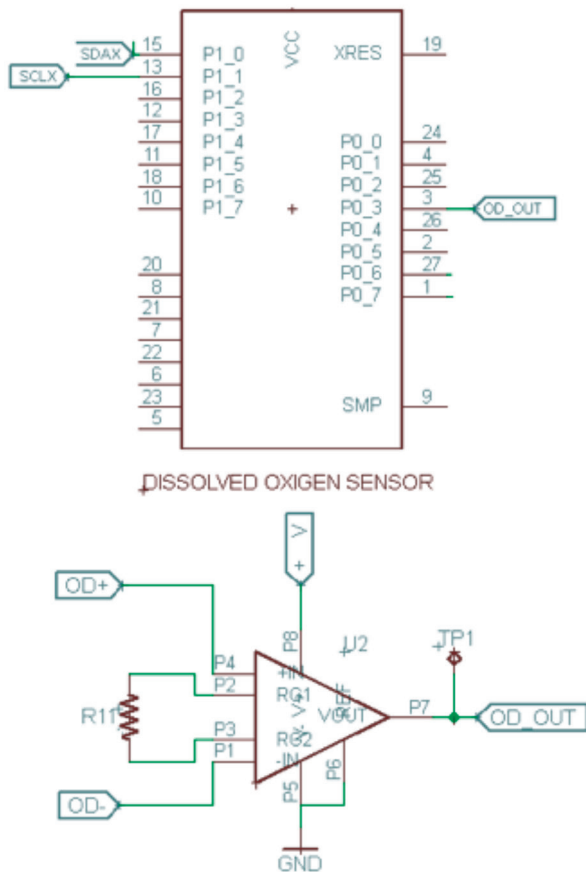 SDAX 15 P1_0 VCC XRES 19
SCLX 13 P1_1
16 P1_2
12 P1_3
17 P1_4 P0_0 24
11 P1_5 P0_1 4
18 P1_6 P0_2 25
10 P1_7 P0_3 3 OD_OUT
P0_4 26
P0_5 2
20 P0_6 27
8 P0_7 1
21
7
22
6
23 SMP 9
5
DISSOLVED OXIGEN SENSOR
+ V
OD+
P8 U2 TP1
P4 +IN
P2 RG1 V+ REF
R11 VOUT P7 OD_OUT
P3 RG2 V-
P1 -IN
OD- P5 P6
GND